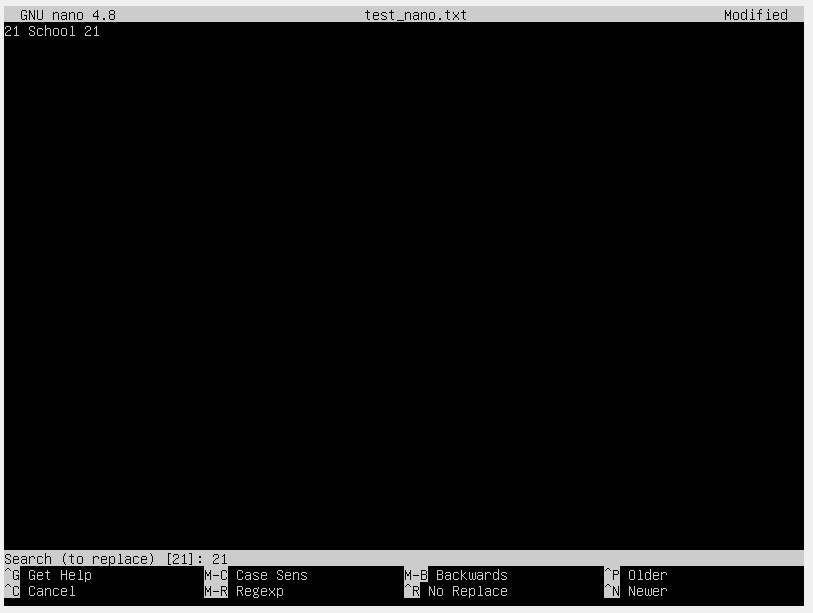 GNU nano 4.8 test_nano.txt Modified
21 School 21
Search (to replace) [21]: 21
^G Get Help M-C Case Sens M-B Backwards ^P Older
^C Cancel M-R Regexp ^R No Replace ^N Newer